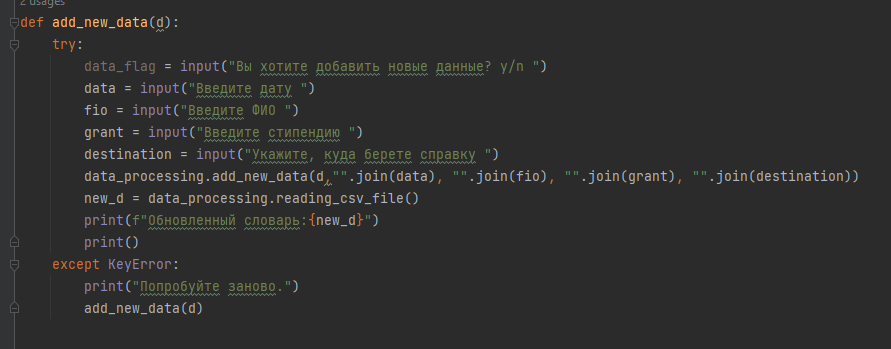 2 usages
def add_new_data(d):
    try:
        data_flag = input("Вы хотите добавить новые данные? y/n ")
        data = input("Введите дату ")
        fio = input("Введите ФИО ")
        grant = input("Введите стипендию ")
        destination = input("Укажите, куда берете справку ")
        data_processing.add_new_data(d,"".join(data), "".join(fio), "".join(grant), "".join(destination))
        new_d = data_processing.reading_csv_file()
        print(f"Обновленный словарь:{new_d}")
        print()
    except KeyError:
        print("Попробуйте заново.")
        add_new_data(d)